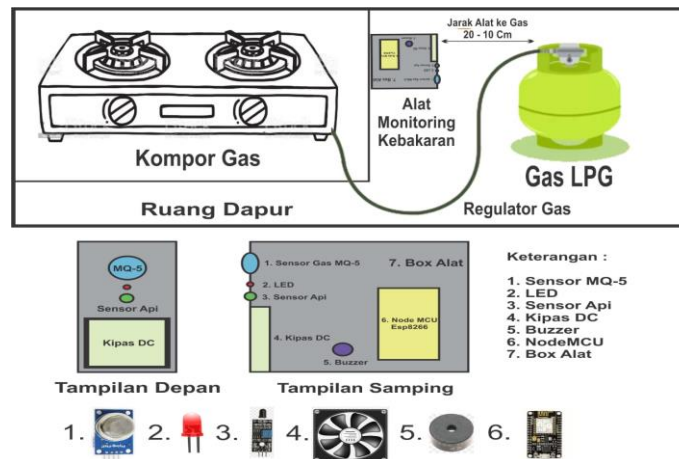 Jarak Alat ke Gas
20 - 10 Cm
7. Box Alat
Alat
Monitoring
Kebakaran
Kompor Gas
Gas LPG
Ruang Dapur
Regulator Gas
MQ-5
Sensor Api
Kipas DC
Tampilan Depan
1. Sensor Gas MQ-5
2. LED
3. Sensor Api
7. Box Alat
6. Node MCU
Esp8266
4. Kipas DC
5. Buzzer
Tampilan Samping
Keterangan :
1. Sensor MQ-5
2. LED
3. Sensor Api
4. Kipas DC
5. Buzzer
6. NodeMCU
7. Box Alat
1. 2. 3. 4. 5. 6.